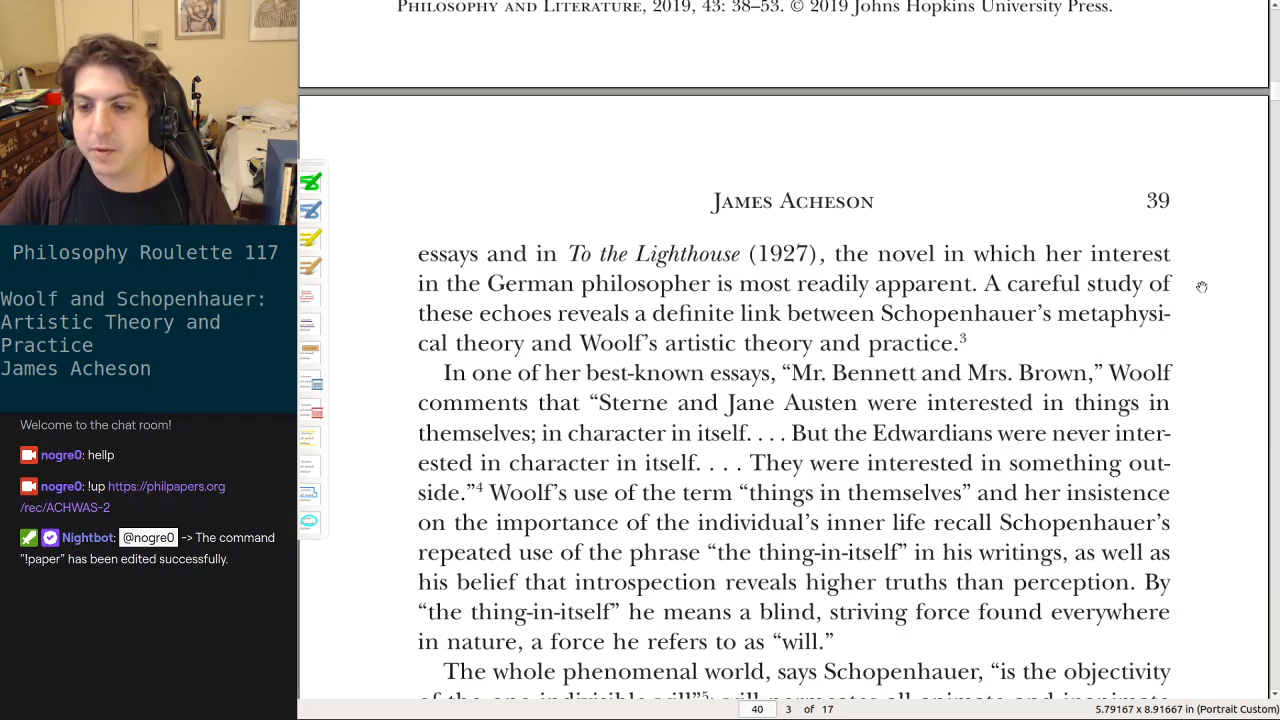 PHILOSOPHY AND LITERATURE, 2019, 43: 38–53. © 2019 Johns Hopkins University Press.
JAMES ACHESON 39
essays and in To the Lighthouse (1927), the novel in which her interest
in the German philosopher is most readily apparent. A careful study of
these echoes reveals a definite link between Schopenhauer's metaphysi-
cal theory and Woolf's artistic theory and practice.3
In one of her best-known essays, “Mr. Bennett and Mrs. Brown,” Woolf
comments that “Sterne and Jane Austen were interested in things in
themselves; in character in itself. . . . But the Edwardians were never inter-
ested in character in itself. . . . They were interested in something out-
side.”4 Woolf's use of the term “things in themselves” and her insistence
on the importance of the individual's inner life recall Schopenhauer's
repeated use of the phrase “the thing-in-itself” in his writings, as well as
his belief that introspection reveals higher truths than perception. By
“the thing-in-itself” he means a blind, striving force found everywhere
in nature, a force he refers to as “will.”
The whole phenomenal world, says Schopenhauer, “is the objectivity
of the one indivisible will”5;
40 3 of 17
5.79167 x 8.91667 in (Portrait Custom)
Philosophy Roulette 117
Woolf and Schopenhauer:
Artistic Theory and
Practice
James Acheson
Welcome to the chat room!
nogre0: hellp
nogre0: !up https://philpapers.org
/rec/ACHWAS-2
Nightbot: @nogre0 -> The command
"!paper" has been edited successfully.